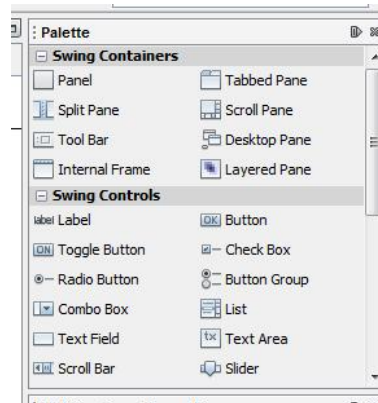 Palette
Swing Containers
Panel Tabbed Pane
Split Pane Scroll Pane
Tool Bar Desktop Pane
Internal Frame Layered Pane
Swing Controls
label Label OK Button
ON Toggle Button Check Box
Radio Button Button Group
Combo Box List
Text Field tx Text Area
Scroll Bar Slider